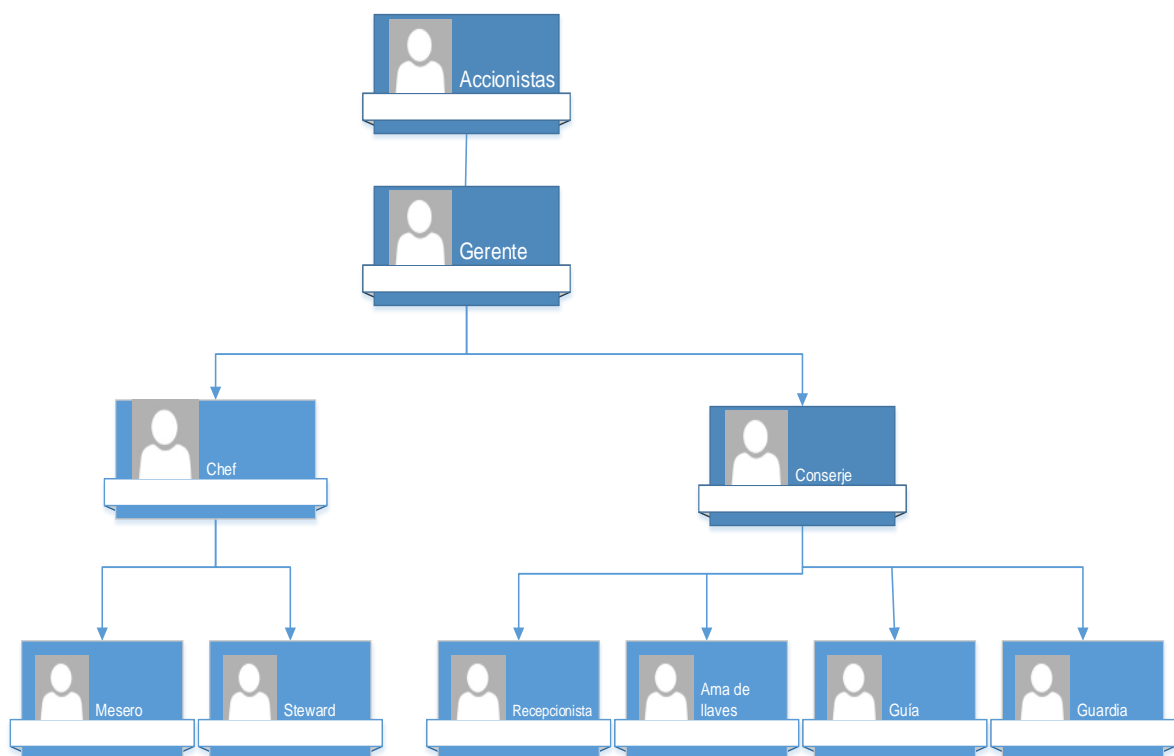 Accionistas
Gerente
Chef
Conserje
Mesero
Steward
Recepcionista
Ama de
llaves
Guía
Guardia